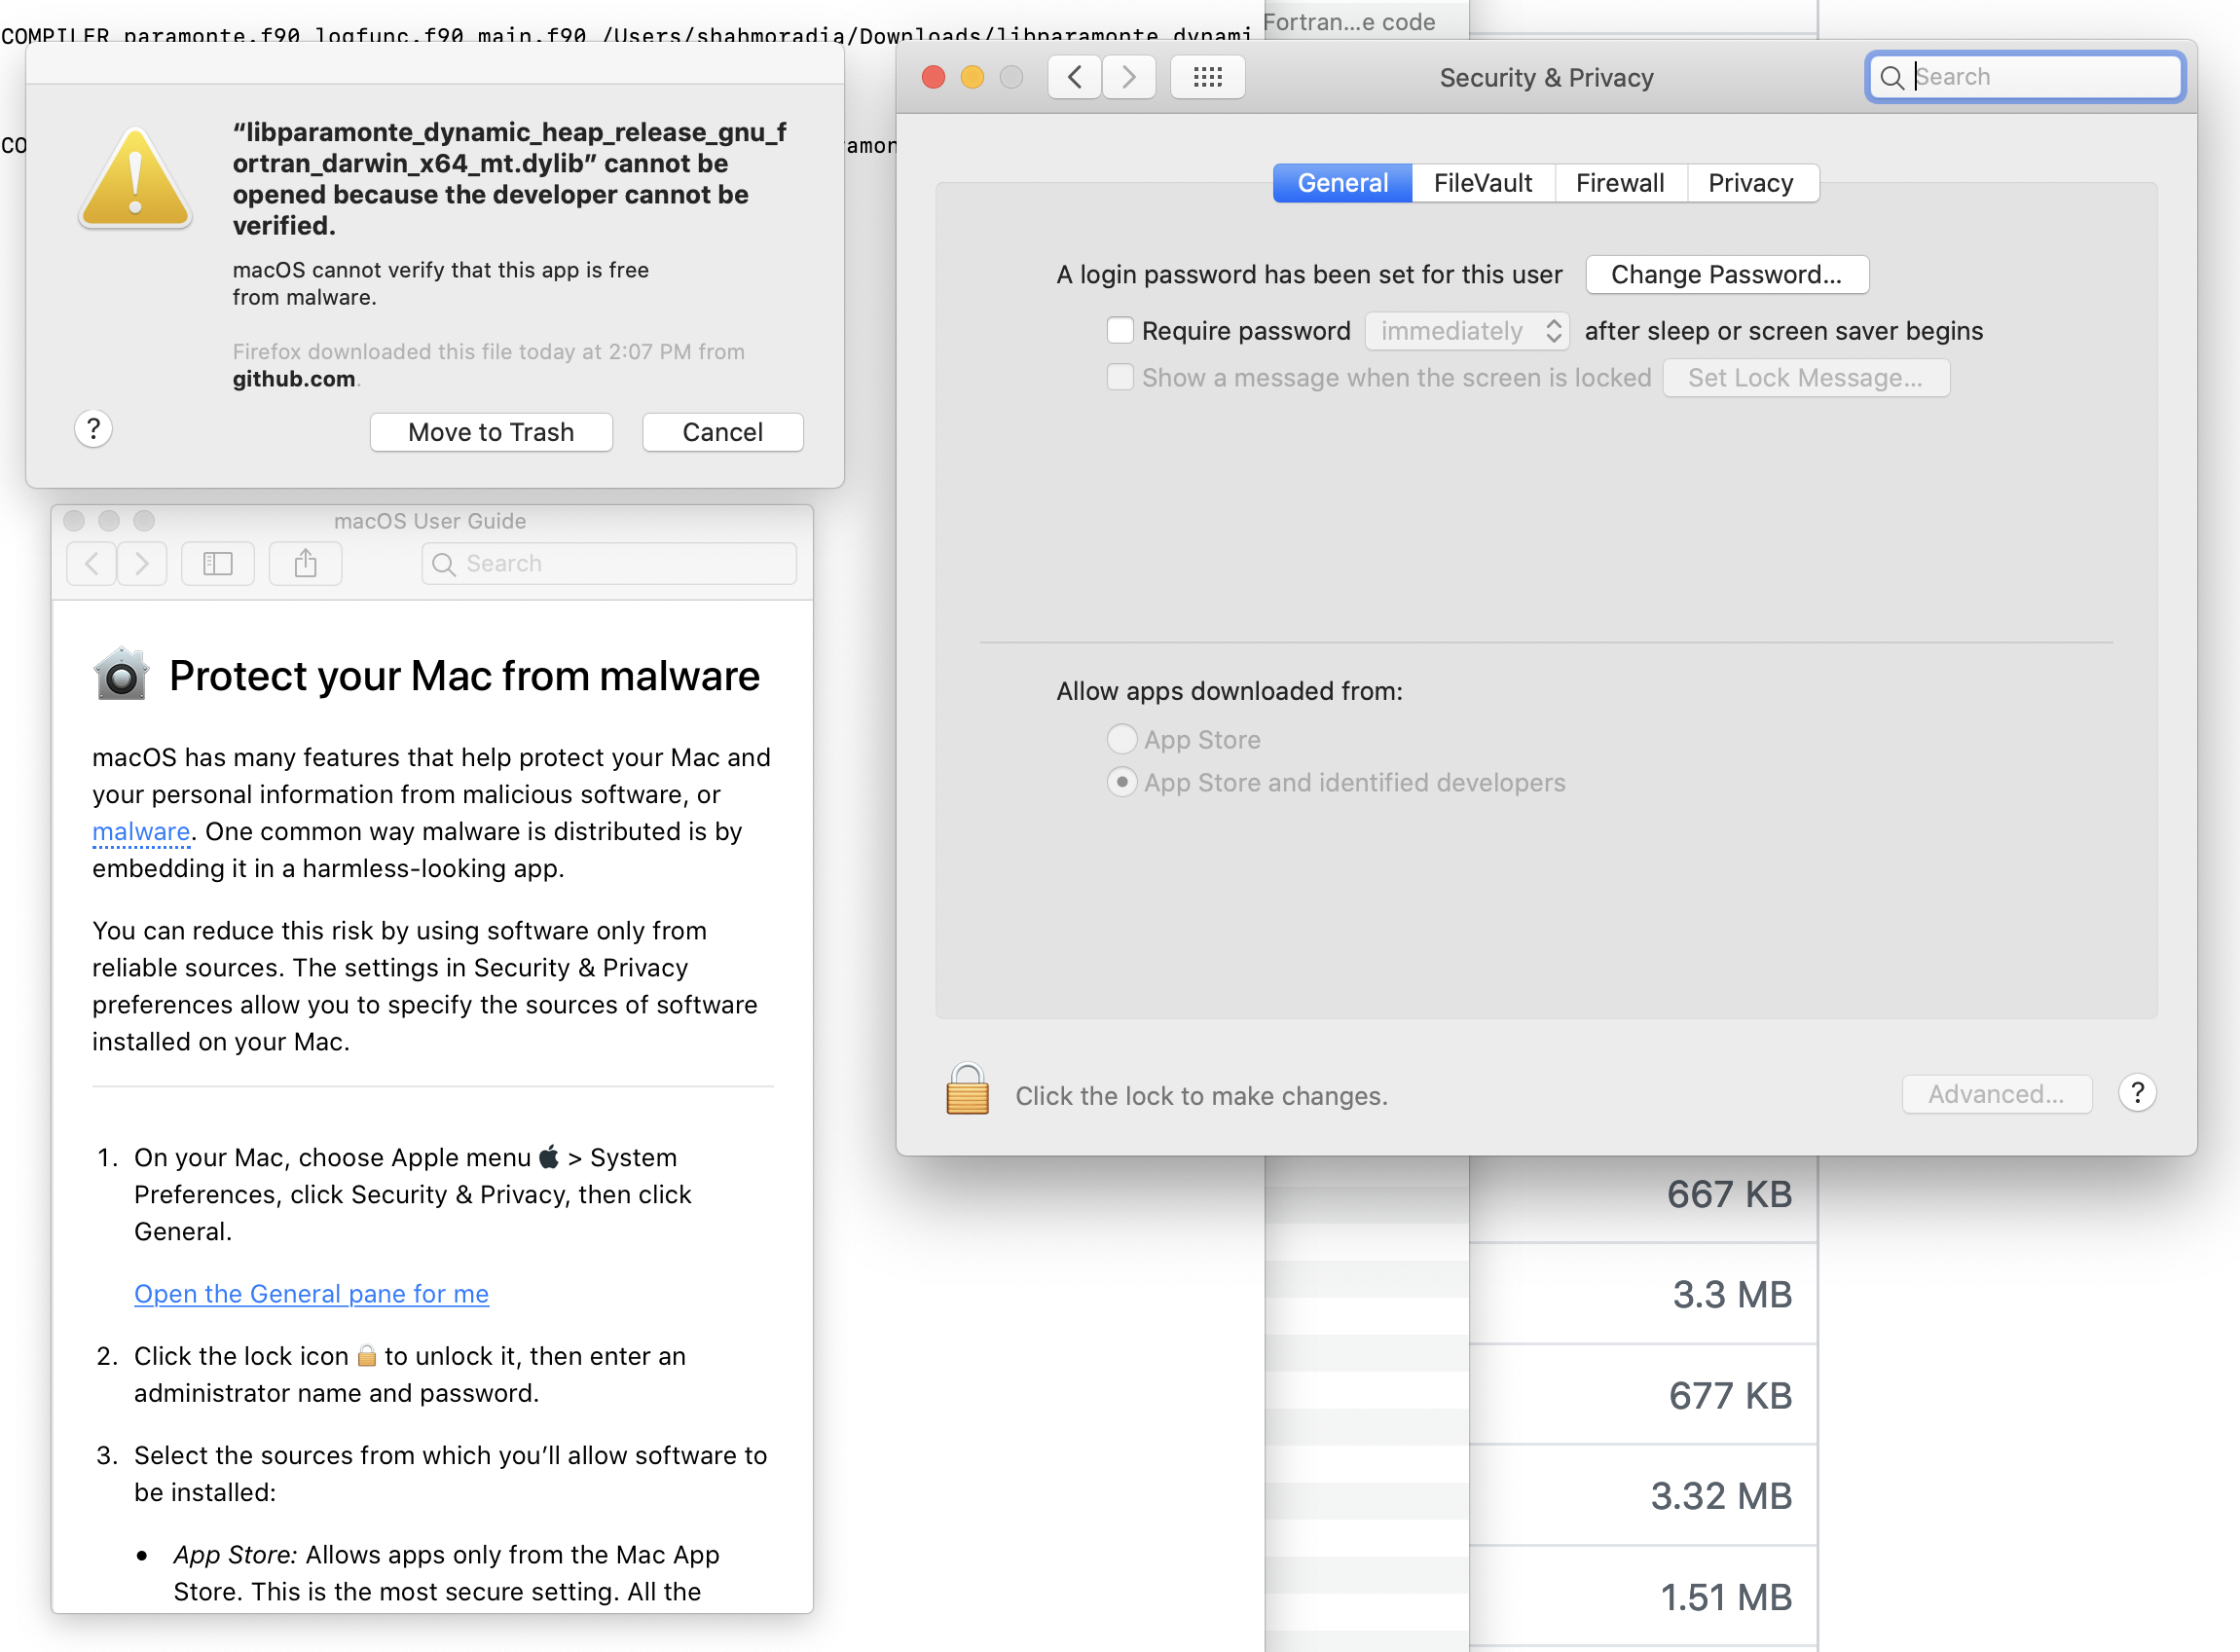 COMPILER paramonte.f90 logfunc.f90 main.f90 /Users/shahmoradia/Downloads/libparamonte_dynami
Fortran...e code
“libparamonte_dynamic_heap_release_gnu_f
ortran_darwin_x64_mt.dylib” cannot be
opened because the developer cannot be
verified.
macOS cannot verify that this app is free
from malware.
Firefox downloaded this file today at 2:07 PM from
github.com.
?
Move to Trash
Cancel
macOS User Guide
Search
Protect your Mac from malware
macOS has many features that help protect your Mac and
your personal information from malicious software, or
malware. One common way malware is distributed is by
embedding it in a harmless-looking app.
You can reduce this risk by using software only from
reliable sources. The settings in Security & Privacy
preferences allow you to specify the sources of software
installed on your Mac.
1. On your Mac, choose Apple menu > System
Preferences, click Security & Privacy, then click
General.
Open the General pane for me
2. Click the lock icon to unlock it, then enter an
administrator name and password.
3. Select the sources from which you’ll allow software to
be installed:
• App Store: Allows apps only from the Mac App
Store. This is the most secure setting. All the
Security & Privacy
Search
General FileVault Firewall Privacy
A login password has been set for this user Change Password...
Require password immediately after sleep or screen saver begins
Show a message when the screen is locked Set Lock Message...
Allow apps downloaded from:
App Store
App Store and identified developers
Click the lock to make changes.
Advanced...
?
667 KB
3.3 MB
677 KB
3.32 MB
1.51 MB